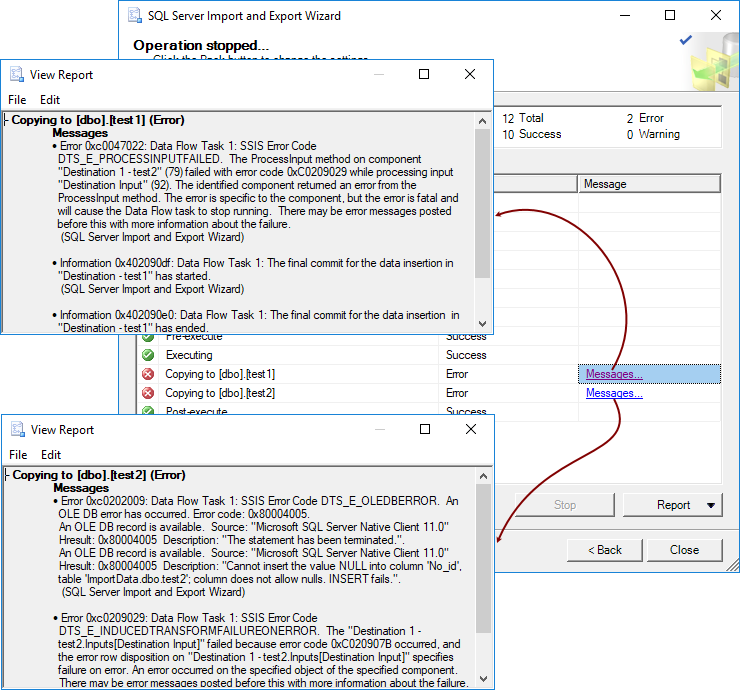 SQL Server Import and Export Wizard
Operation stopped...
Click the Back button to change the settings.
View Report
File Edit
Copying to [dbo].[test1] (Error)
Messages
• Error 0xc0047022: Data Flow Task 1: SSIS Error Code
DTS_E_PROCESSINPUTFAILED. The ProcessInput method on component
"Destination 1 - test2" (79) failed with error code 0xC0209029 while processing input
"Destination Input" (92). The identified component returned an error from the
ProcessInput method. The error is specific to the component, but the error is fatal and
will cause the Data Flow task to stop running. There may be error messages posted
before this with more information about the failure.
(SQL Server Import and Export Wizard)
• Information 0x402090df: Data Flow Task 1: The final commit for the data insertion in
"Destination - test1" has started.
(SQL Server Import and Export Wizard)
• Information 0x402090e0: Data Flow Task 1: The final commit for the data insertion in
"Destination - test1" has ended.
12 Total 2 Error
10 Success 0 Warning
Message
Pre-execute Success
Executing Success
Copying to [dbo].[test1] Error Messages...
Copying to [dbo].[test2] Error Messages...
Post-execute Success
View Report
File Edit
Copying to [dbo].[test2] (Error)
Messages
• Error 0xc0202009: Data Flow Task 1: SSIS Error Code DTS_E_OLEDBERROR. An
OLE DB error has occurred. Error code: 0x80004005.
An OLE DB record is available. Source: "Microsoft SQL Server Native Client 11.0"
Hresult: 0x80004005 Description: "The statement has been terminated.".
An OLE DB record is available. Source: "Microsoft SQL Server Native Client 11.0"
Hresult: 0x80004005 Description: "Cannot insert the value NULL into column 'No_id',
table 'ImportData.dbo.test2'; column does not allow nulls. INSERT fails.".
(SQL Server Import and Export Wizard)
• Error 0xc0209029: Data Flow Task 1: SSIS Error Code
DTS_E_INDUCEDTRANSFORMFAILUREONERROR. The "Destination 1 -
test2.Inputs[Destination Input]" failed because error code 0xC020907B occurred, and
the error row disposition on "Destination 1 - test2.Inputs[Destination Input]" specifies
failure on error. An error occurred on the specified object of the specified component.
There may be error messages posted before this with more information about the failure.
Stop Report
< Back Close